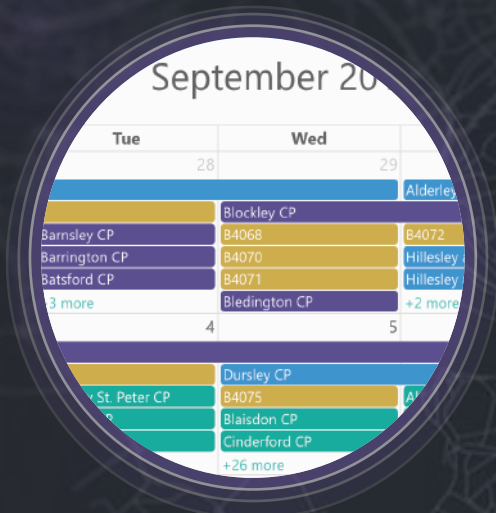 September 20
Tue Wed
28 29
Alderley
Blockley CP
Barnsley CP B4068 B4072
Barrington CP B4070 Hillesley
Batsford CP B4071 Hillesley
+3 more Bledington CP +2 more
4 5
Dursley CP
St. Peter CP B4075
Blaisdon CP
Cinderford CP
+26 more